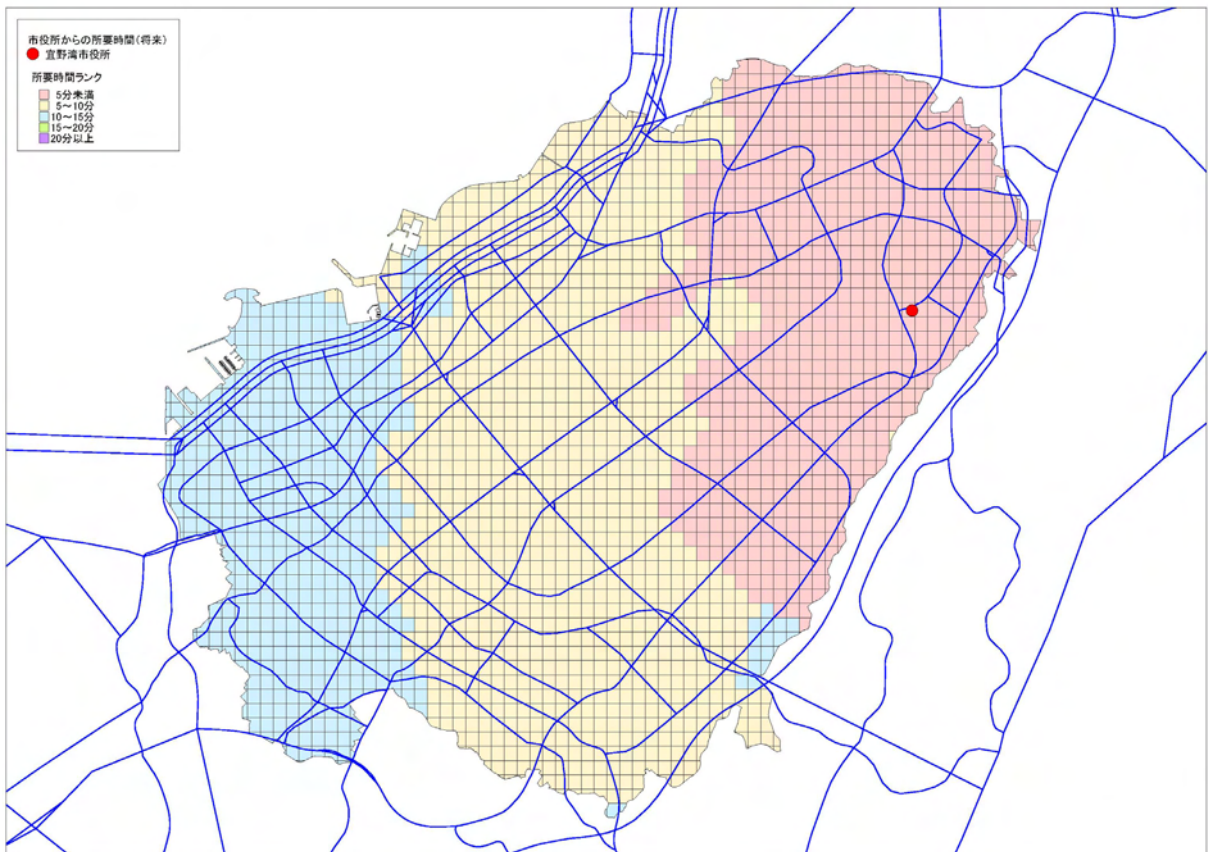 市役所からの所要時間(将来)
宜野湾市役所
所要時間ランク
5分未満
5～10分
10～15分
15～20分
20分以上